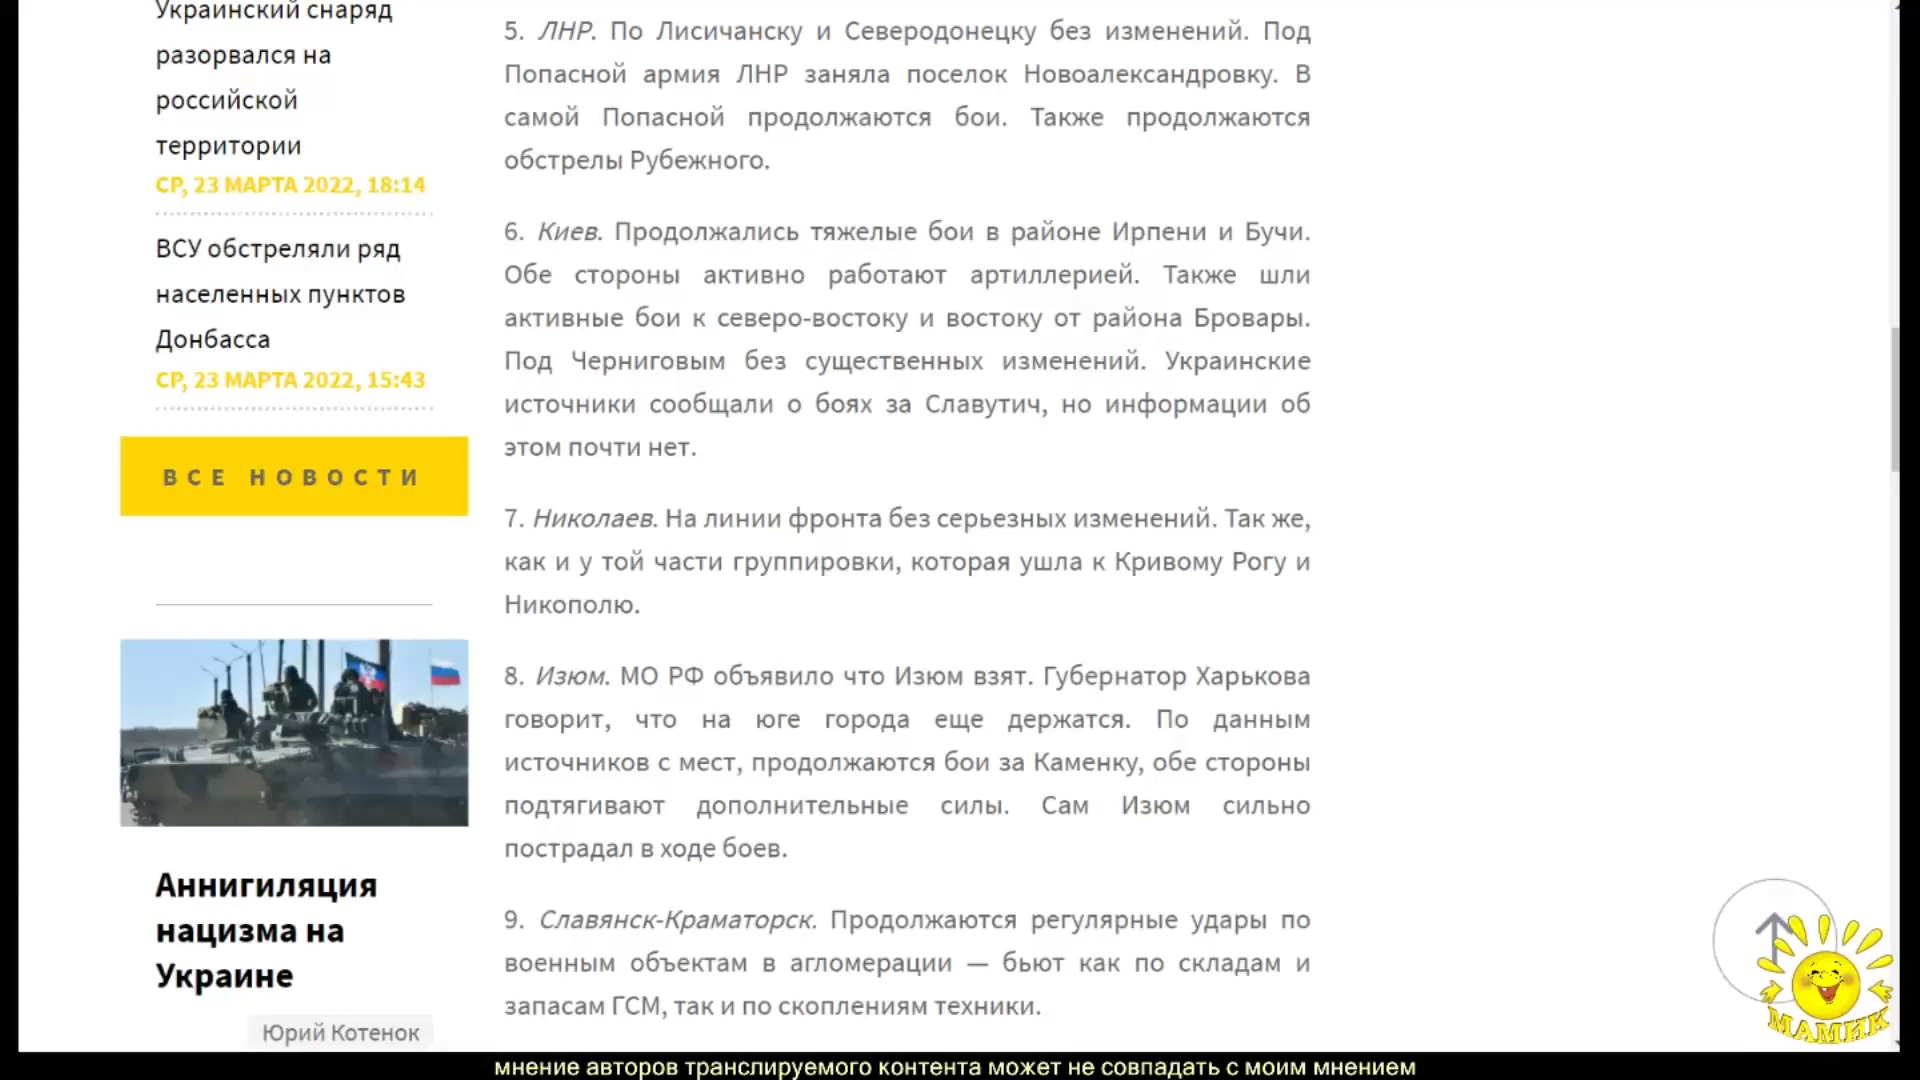 Украинский снаряд
разорвался на
российской
территории
СР, 23 МАРТА 2022, 18:14
ВСУ обстреляли ряд
населенных пунктов
Донбасса
СР, 23 МАРТА 2022, 15:43
ВСЕ НОВОСТИ
Аннигиляция
нацизма на
Украине
Юрий Котенок
5. ЛНР. По Лисичанску и Северодонецку без изменений. Под
Попасной армия ЛНР заняла поселок Новоалександровку. В
самой Попасной продолжаются бои. Также продолжаются
обстрелы Рубежного.
6. Киев. Продолжались тяжелые бои в районе Ирпени и Бучи.
Обе стороны активно работают артиллерией. Также шли
активные бои к северо-востоку и востоку от района Бровары.
Под Черниговым без существенных изменений. Украинские
источники сообщали о боях за Славутич, но информации об
этом почти нет.
7. Николаев. На линии фронта без серьезных изменений. Так же,
как и у той части группировки, которая ушла к Кривому Рогу и
Никополю.
8. Изюм. МО РФ объявило что Изюм взят. Губернатор Харькова
говорит, что на юге города еще держатся. По данным
источников с мест, продолжаются бои за Каменку, обе стороны
подтягивают дополнительные силы. Сам Изюм сильно
пострадал в ходе боев.
9. Славянск-Краматорск. Продолжаются регулярные удары по
военным объектам в агломерации — бьют как по складам и
запасам ГСМ, так и по скоплениям техники.
МАМИК
мнение авторов транслируемого контента может не совпадать с моим мнением